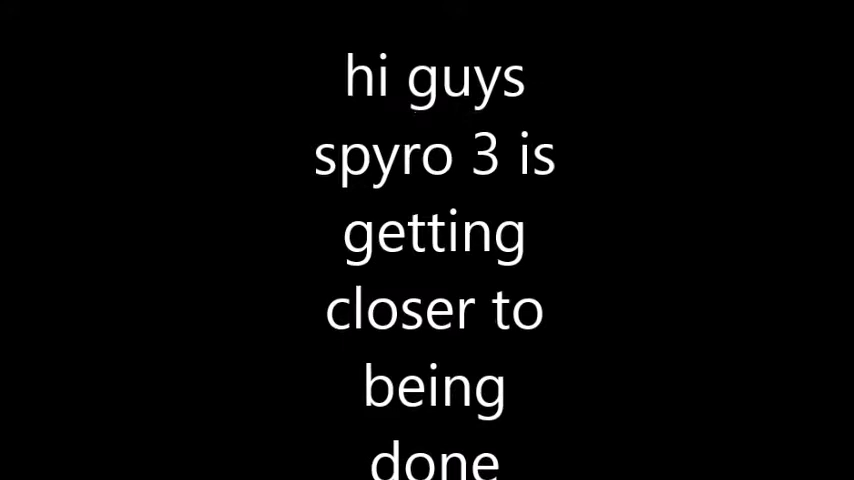 hi guys
spyro 3 is
getting
closer to
being
done